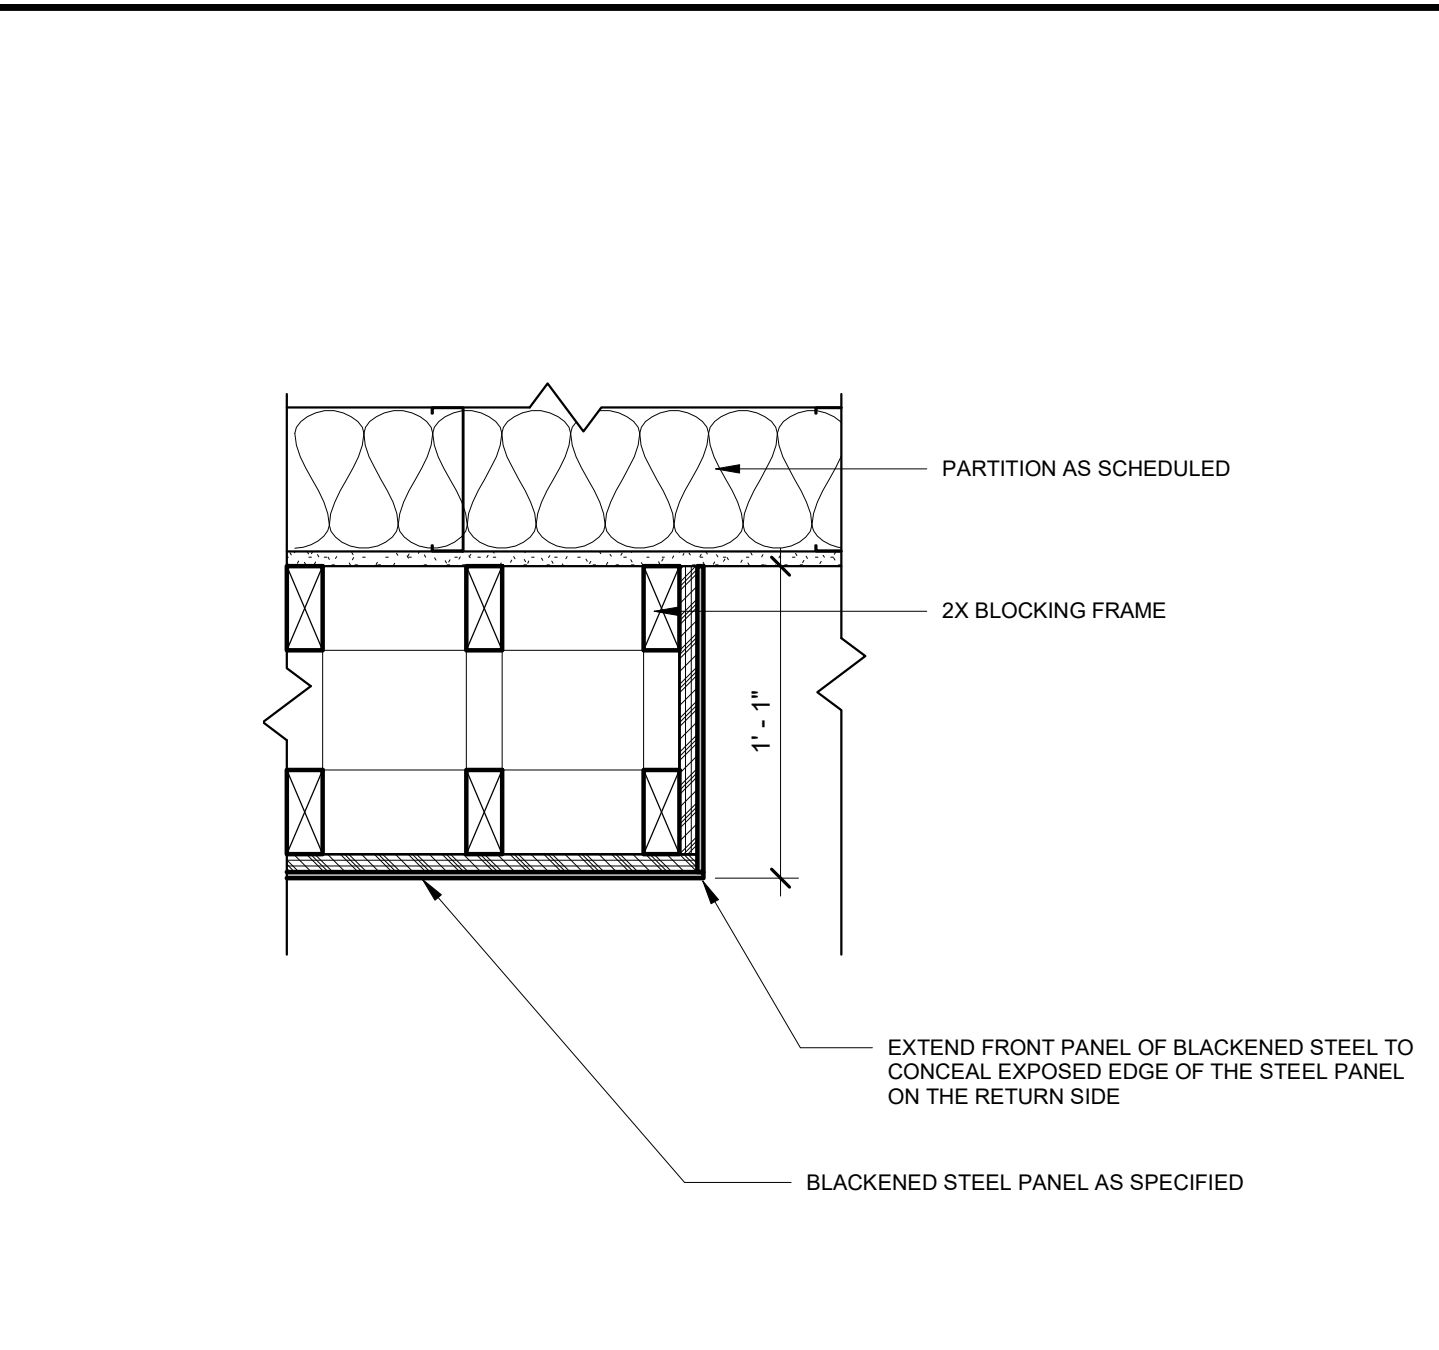 PARTITION AS SCHEDULED
2X BLOCKING FRAME
1' - 1"
EXTEND FRONT PANEL OF BLACKENED STEEL TO
CONCEAL EXPOSED EDGE OF THE STEEL PANEL
ON THE RETURN SIDE
BLACKENED STEEL PANEL AS SPECIFIED